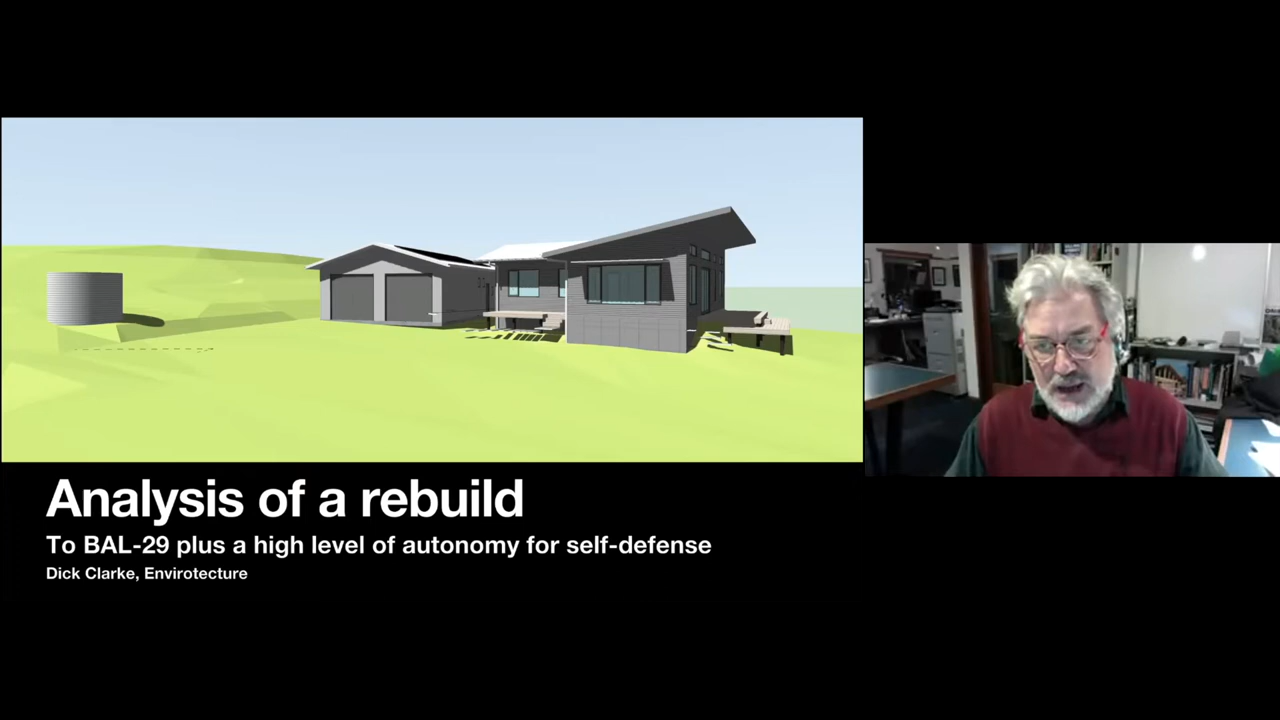 Analysis of a rebuild
To BAL-29 plus a high level of autonomy for self-defense
Dick Clarke, Envirotecture